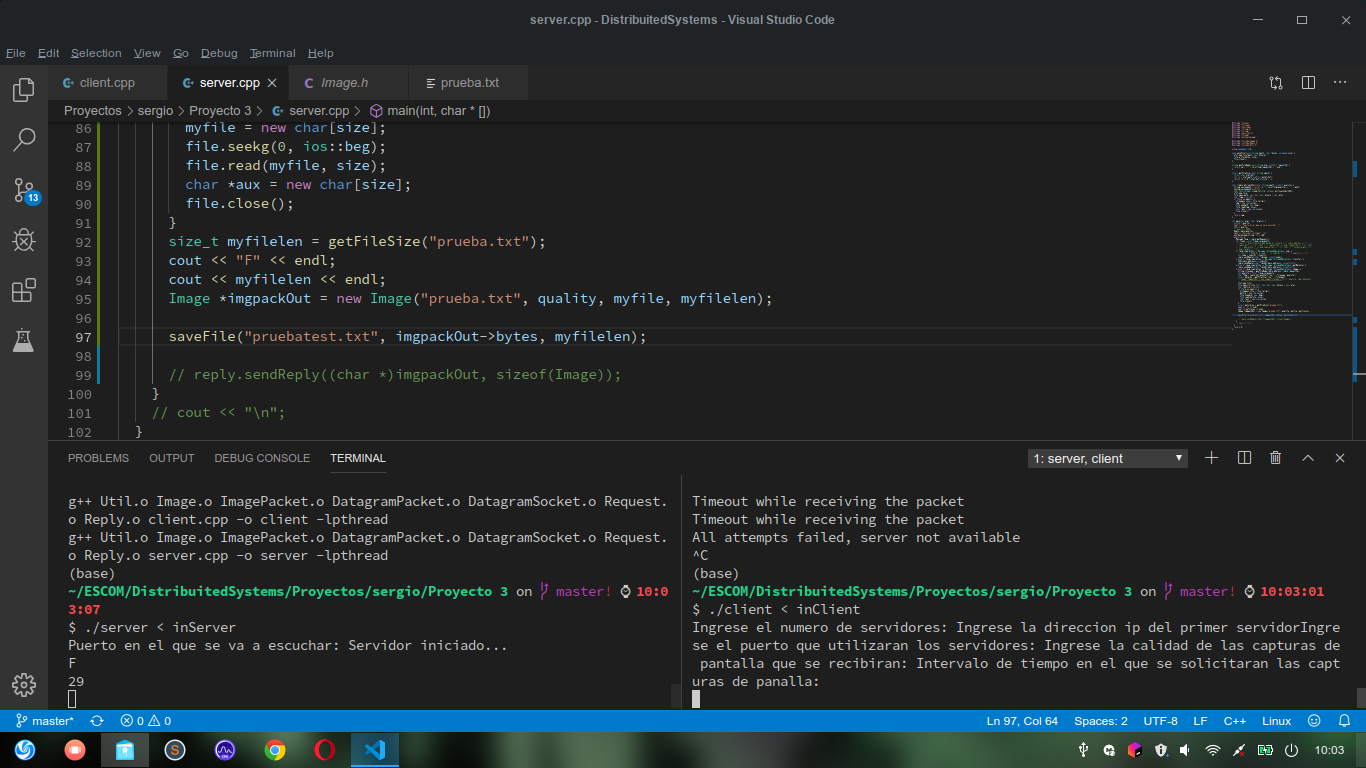 server.cpp - DistribuitedSystems - Visual Studio Code
File Edit Selection View Go Debug Terminal Help
client.cpp server.cpp Image.h prueba.txt
Proyectos > sergio > Proyecto 3 > server.cpp > main(int, char * [])
86 myfile = new char[size];
87 file.seekg(0, ios::beg);
88 file.read(myfile, size);
89 char *aux = new char[size];
90 file.close();
91 }
92 size_t myfilelen = getFileSize("prueba.txt");
93 cout << "F" << endl;
94 cout << myfilelen << endl;
95 Image *imgpackOut = new Image("prueba.txt", quality, myfile, myfilelen);
96
97 saveFile("pruebatest.txt", imgpackOut->bytes, myfilelen);
98
99 // reply.sendReply((char *)imgpackOut, sizeof(Image));
100 }
101 // cout << "\n";
102 }
13
PROBLEMS OUTPUT DEBUG CONSOLE TERMINAL
1: server, client
g++ Util.o Image.o ImagePacket.o DatagramPacket.o DatagramSocket.o Request.
o Reply.o client.cpp -o client -lpthread
g++ Util.o Image.o ImagePacket.o DatagramPacket.o DatagramSocket.o Request.
o Reply.o server.cpp -o server -lpthread
(base)
~/ESCOM/DistribuitedSystems/Proyectos/sergio/Proyecto 3 on master! 10:0
3:07
$ ./server < inServer
Puerto en el que se va a escuchar: Servidor iniciado...
F
29
Timeout while receiving the packet
Timeout while receiving the packet
All attempts failed, server not available
^C
(base)
~/ESCOM/DistribuitedSystems/Proyectos/sergio/Proyecto 3 on master! 10:03:01
$ ./client < inClient
Ingrese el numero de servidores: Ingrese la direccion ip del primer servidorIngre
se el puerto que utilizaran los servidores: Ingrese la calidad de las capturas de
pantalla que se recibiran: Intervalo de tiempo en el que se solicitaran las capt
uras de panalla:
master* 0 0 Ln 97, Col 64 Spaces: 2 UTF-8 LF C++ Linux
10:03